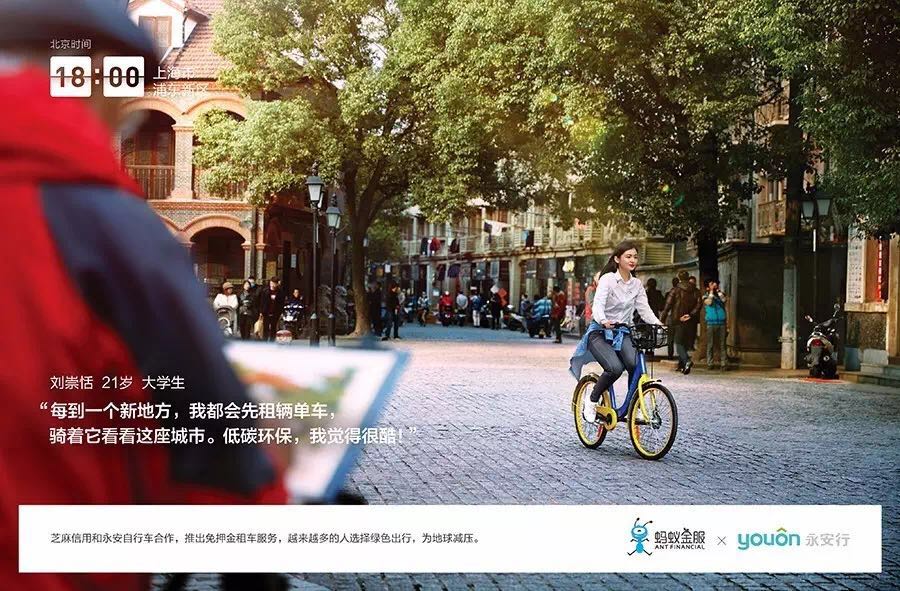 北京时间
18:00
上海市
浦东新区
刘崇恬 21岁 大学生
“每到一个新地方，我都会先租辆单车，
骑着它看看这座城市。低碳环保，我觉得很酷！”
芝麻信用和永安自行车合作，推出免押金租车服务，越来越多的人选择绿色出行，为地球减压。
蚂蚁金服
ANT FINANCIAL
×
youon 永安行